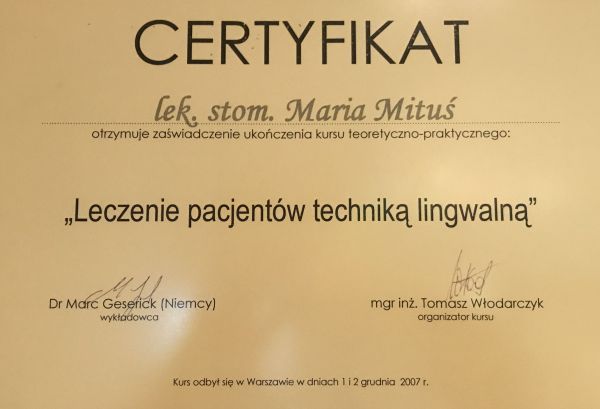 CERTYFIKAT
lek. stom. Maria Mituś
otrzymuje zaświadczenie ukończenia kursu teoretyczno-praktycznego:
„Leczenie pacjentów techniką lingwalną”
Dr Marc Geserick (Niemcy)
wykładowca
mgr inż. Tomasz Włodarczyk
organizator kursu
Kurs odbył się w Warszawie w dniach 1 i 2 grudnia 2007 r.